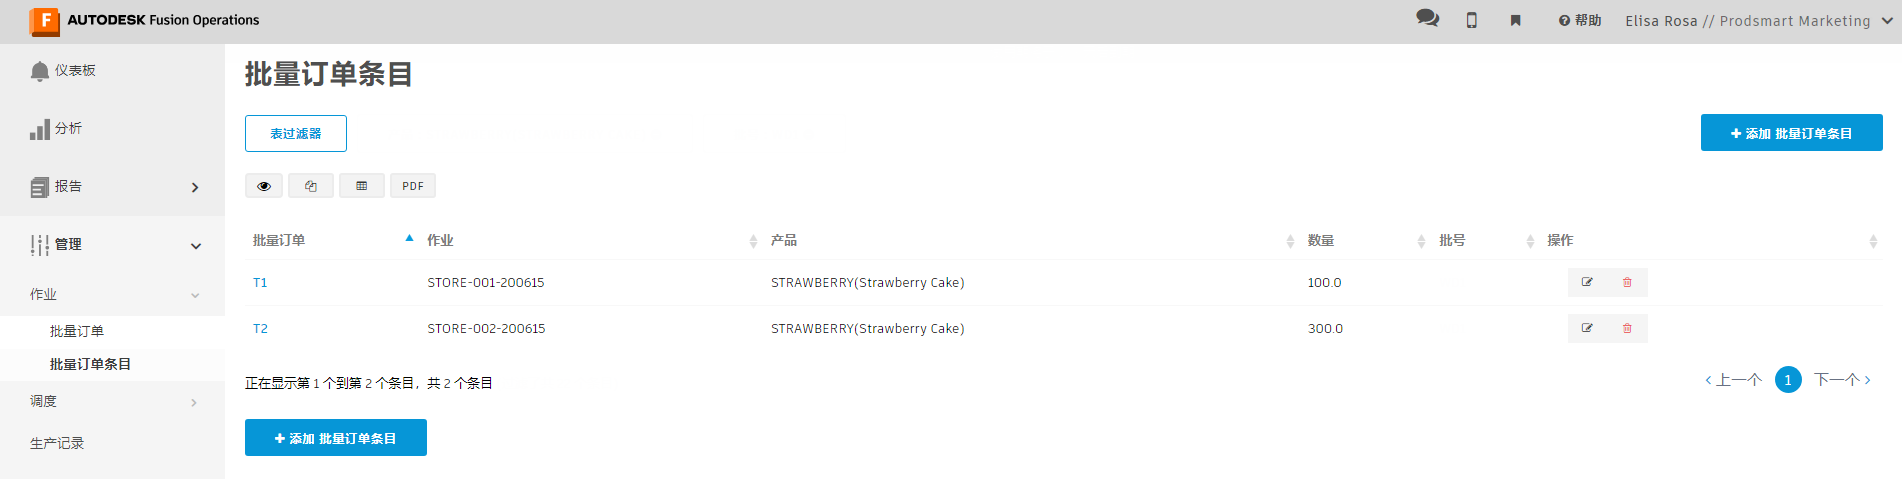 AUTODESK Fusion Operations
帮助
Elisa Rosa // Prodsmart Marketing
仪表板
分析
报告
管理
作业
批量订单
批量订单条目
调度
生产记录
批量订单条目
表过滤器
添加 批量订单条目
PDF
批量订单 作业 产品 数量 批号 操作
T1 STORE-001-200615 STRAWBERRY(Strawberry Cake) 100.0
T2 STORE-002-200615 STRAWBERRY(Strawberry Cake) 300.0
正在显示第 1 个到第 2 个条目，共 2 个条目
上一个 1 下一个
添加 批量订单条目